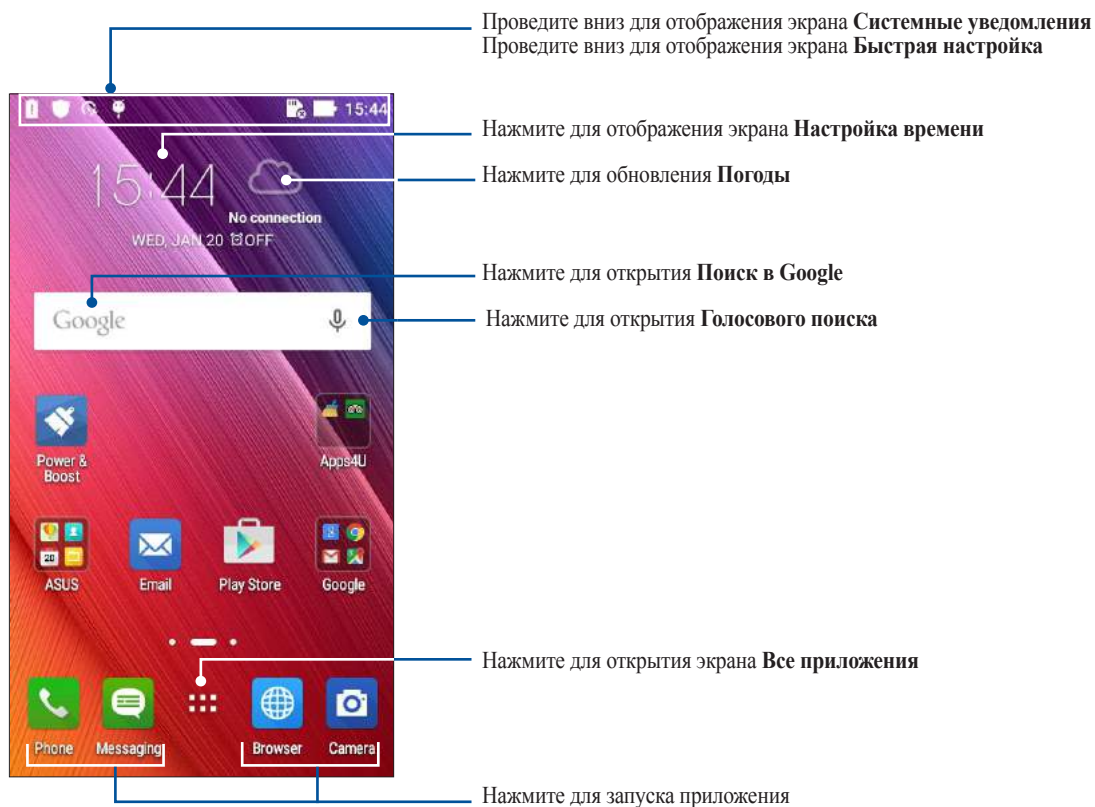 Проведите вниз для отображения экрана Системные уведомления
Проведите вниз для отображения экрана Быстрая настройка
15:44
Нажмите для отображения экрана Настройка времени
15:44
Нажмите для обновления Погоды
No connection
WED, JAN 20 OFF
Нажмите для открытия Поиск в Google
Google
Нажмите для открытия Голосового поиска
Power &
Boost
Apps4U
20
8
ASUS
Email
Play Store
Google
Нажмите для открытия экрана Все приложения
Phone
Messaging
Browser
Camera
Нажмите для запуска приложения